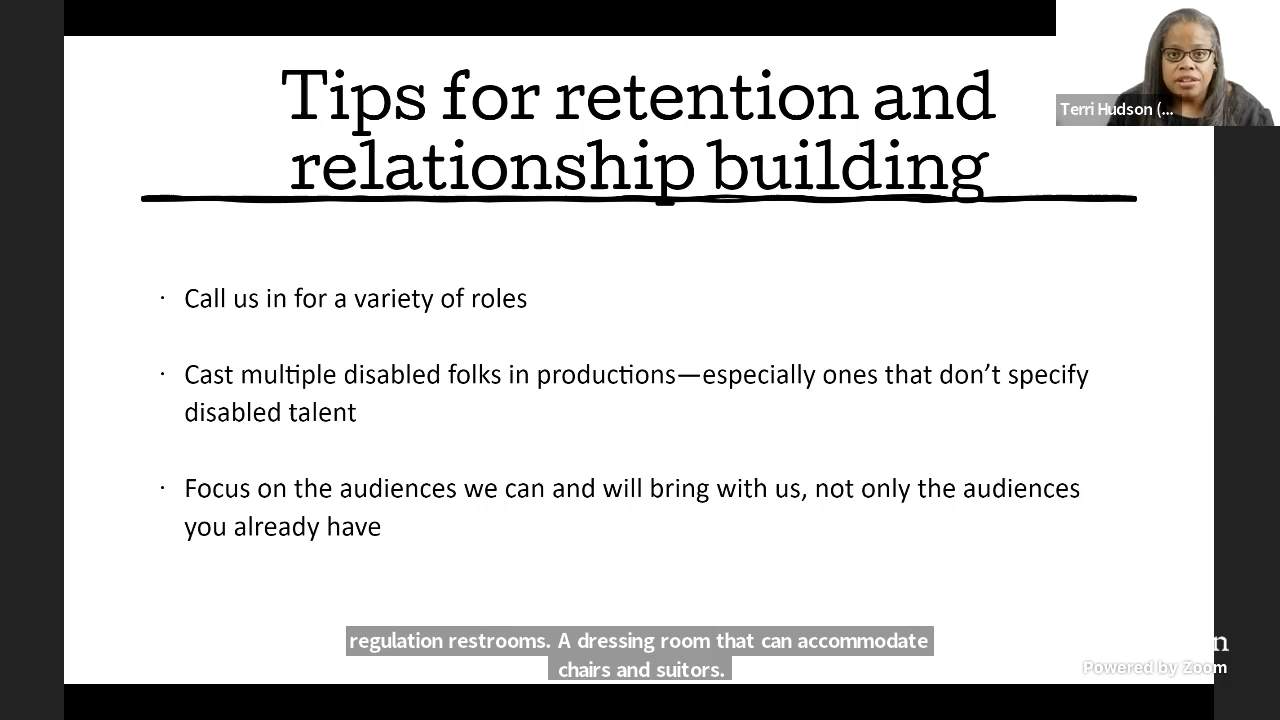 Tips for retention and
relationship building
Terri Hudson (...
· Call us in for a variety of roles
· Cast multiple disabled folks in productions—especially ones that don’t specify
disabled talent
· Focus on the audiences we can and will bring with us, not only the audiences
you already have
regulation restrooms. A dressing room that can accommodate
chairs and suitors.
n
Powered by Zoom